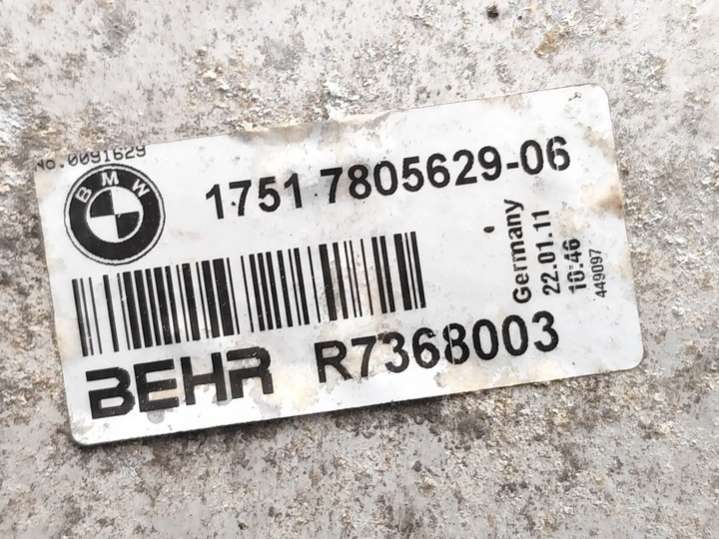 No.0091629
BMW
1751 7805629-06
Germany
22.01.11
10:46
449097
BEHR R7368003